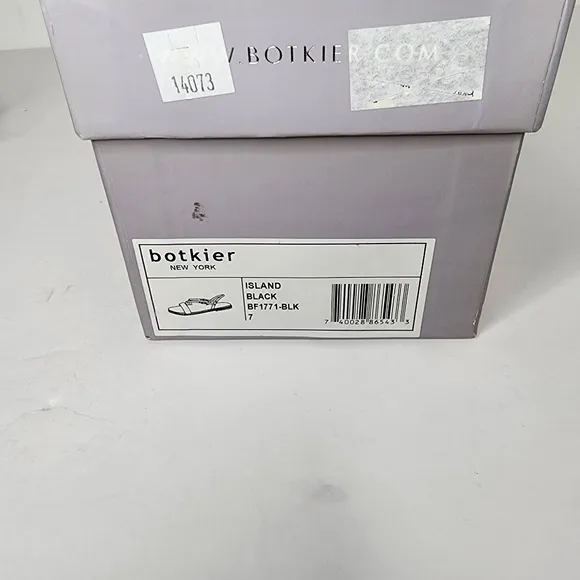 W.BOTKIER.COM
14073
botkier
NEW YORK
ISLAND
BLACK
BF1771-BLK
7
7 40028 86543 3